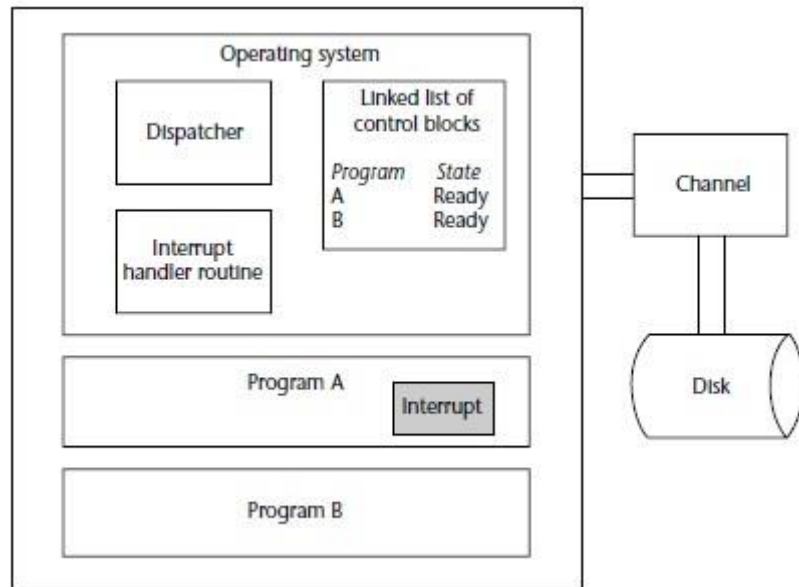 Operating system
Dispatcher
Linked list of
control blocks
Program State
A Ready
B Ready
Interrupt
handler routine
Channel
Disk
Program A
Interrupt
Program B